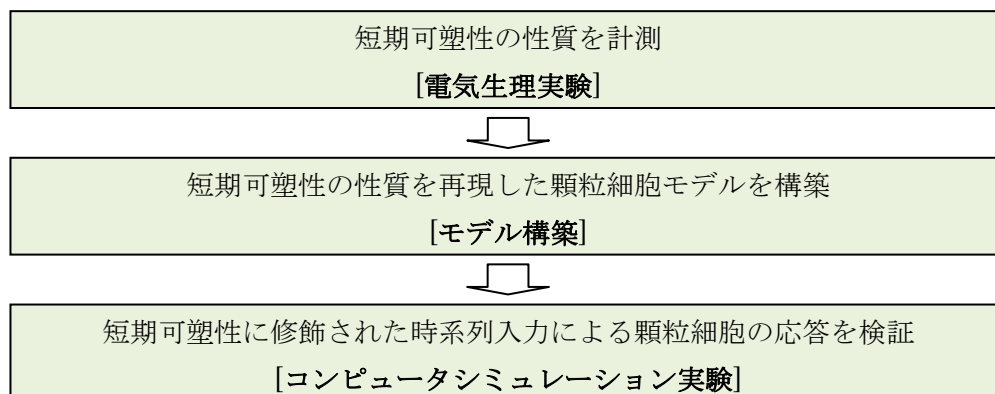 短期可塑性の性質を計測
[電気生理実験]
短期可塑性の性質を再現した顆粒細胞モデルを構築
[モデル構築]
短期可塑性に修飾された時系列入力による顆粒細胞の応答を検証
[コンピュータシミュレーション実験]